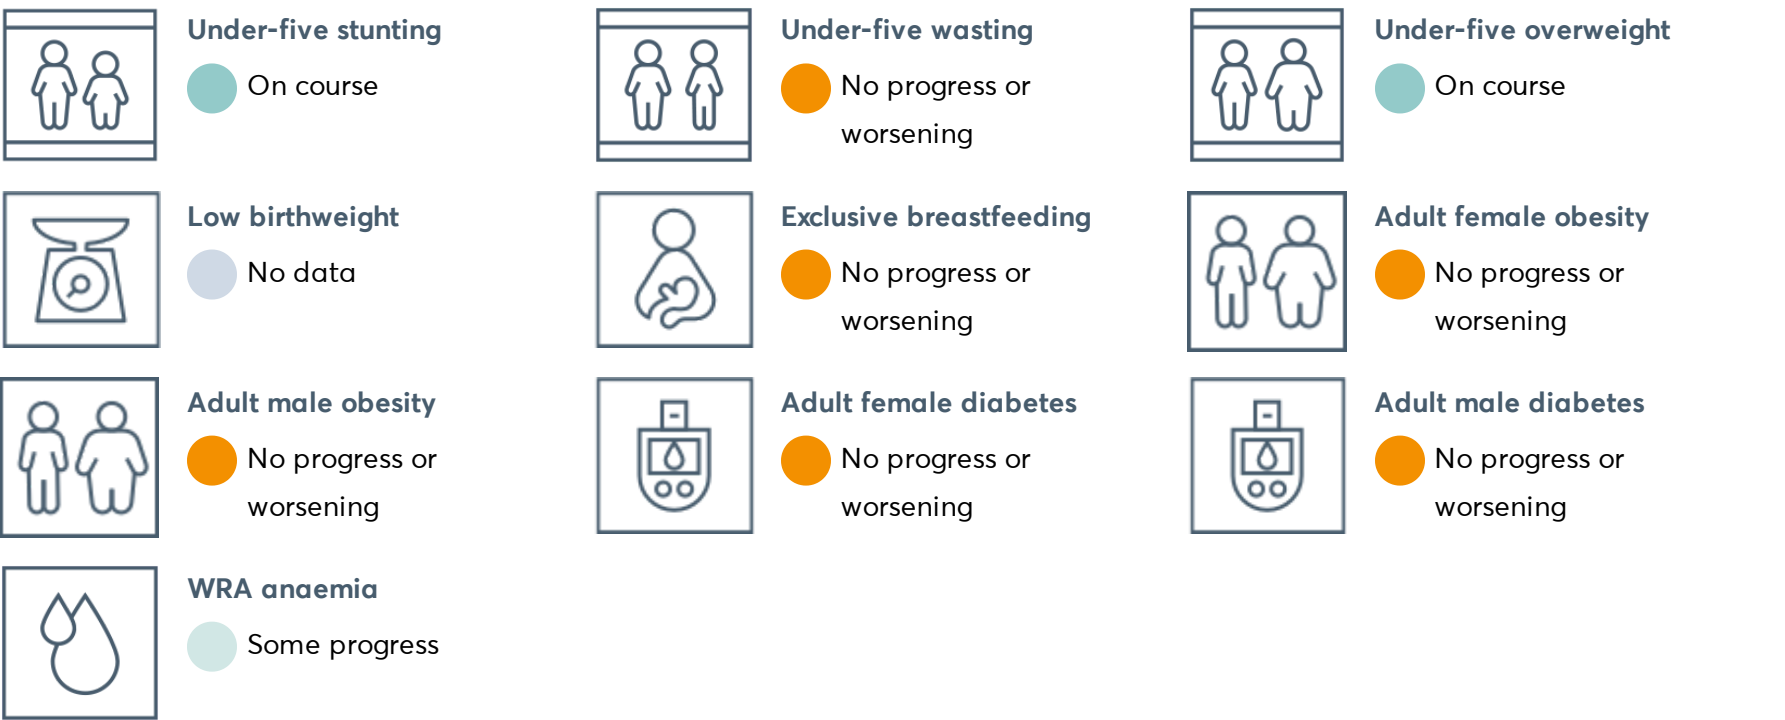 Under-five stunting
On course
Under-five wasting
No progress or
worsening
Under-five overweight
On course
Low birthweight
No data
Exclusive breastfeeding
No progress or
worsening
Adult female obesity
No progress or
worsening
Adult male obesity
No progress or
worsening
Adult female diabetes
No progress or
worsening
Adult male diabetes
No progress or
worsening
WRA anaemia
Some progress